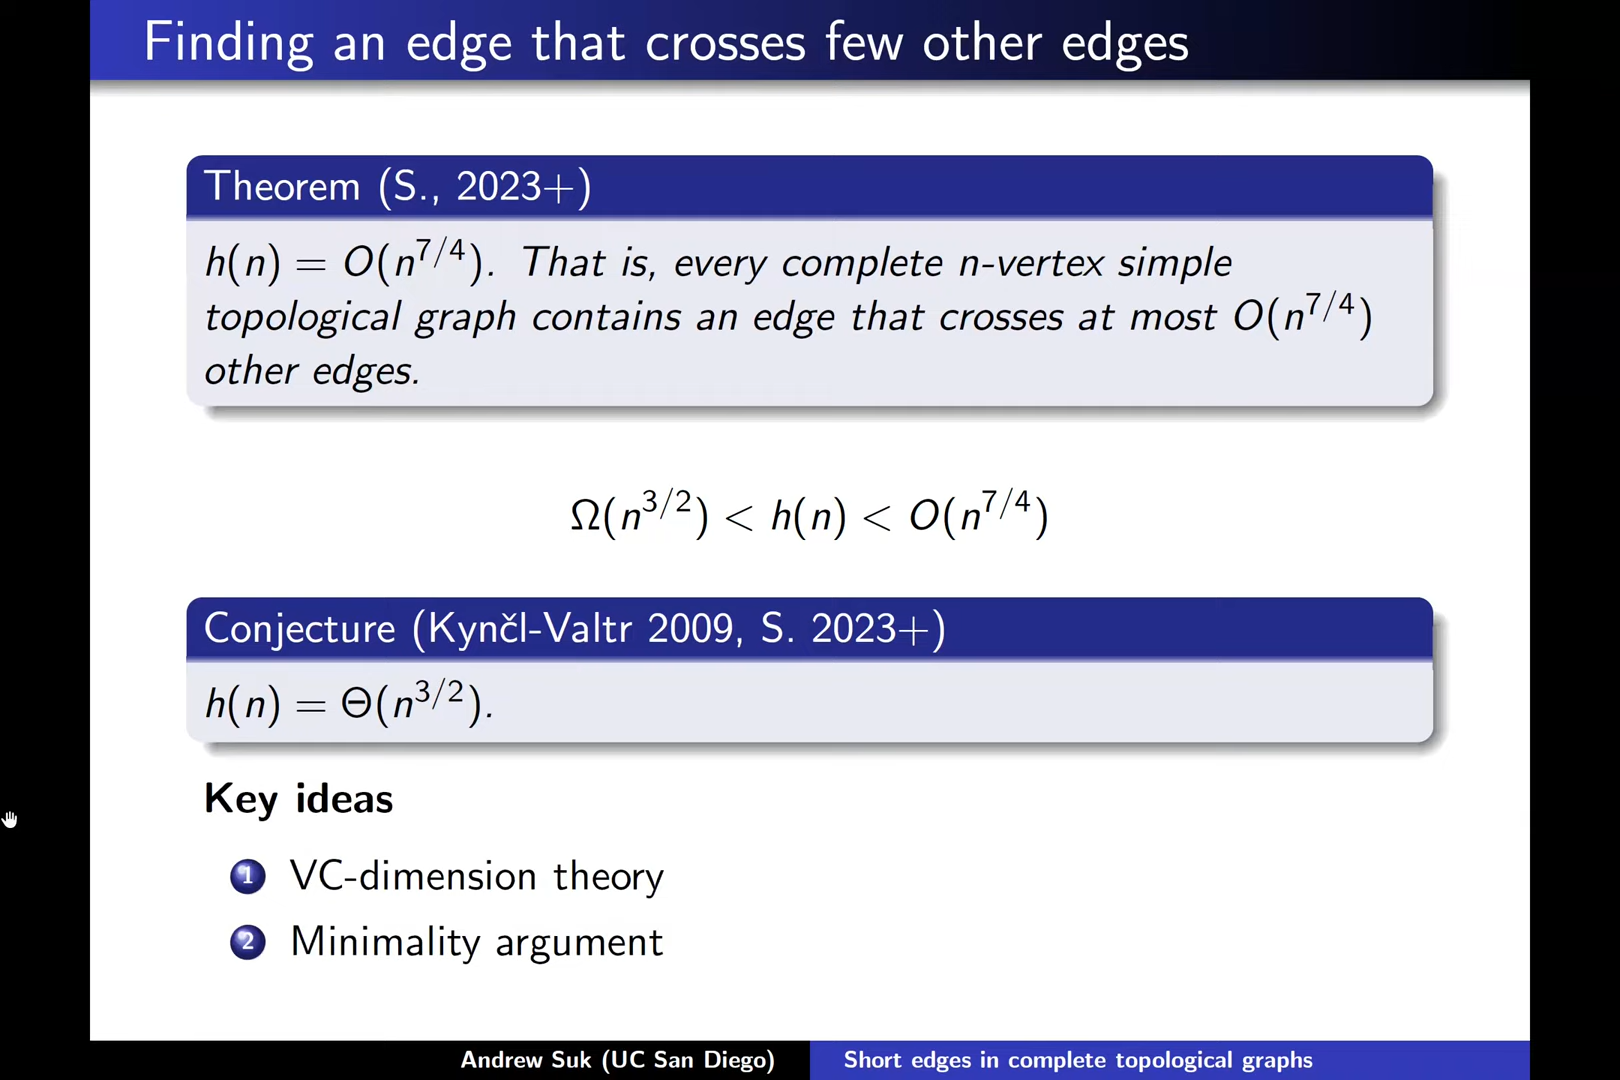 Finding an edge that crosses few other edges
Theorem (S., 2023+)
h(n) = O(n^{7/4}). That is, every complete n-vertex simple
topological graph contains an edge that crosses at most O(n^{7/4})
other edges.
Ω(n^{3/2}) < h(n) < O(n^{7/4})
Conjecture (Kynčl-Valtr 2009, S. 2023+)
h(n) = Θ(n^{3/2}).
Key ideas
1 VC-dimension theory
2 Minimality argument
Andrew Suk (UC San Diego) Short edges in complete topological graphs